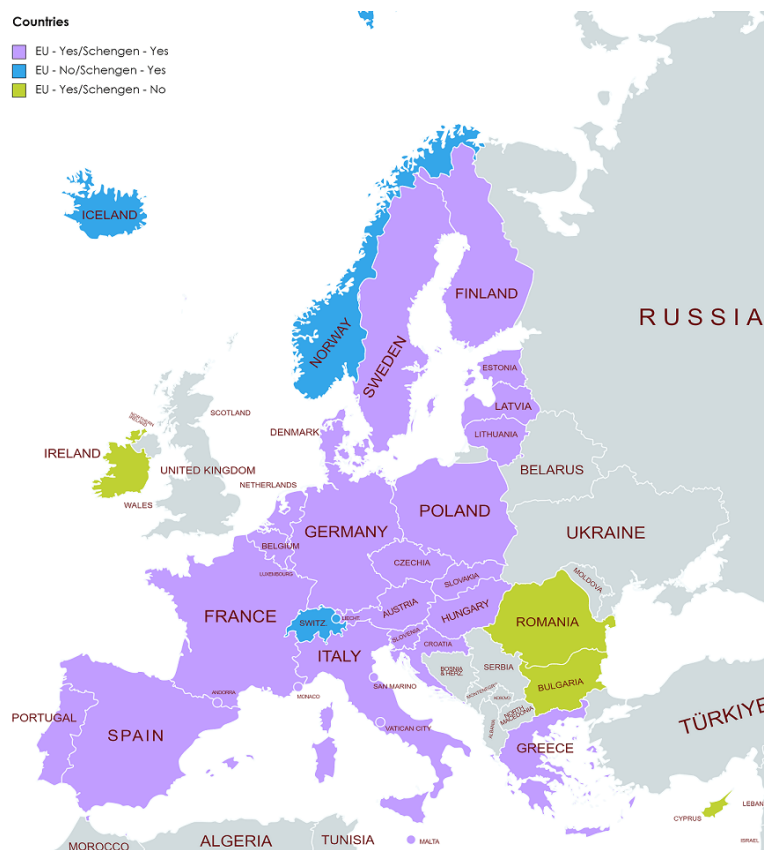 Countries
EU - Yes/Schengen - Yes
EU - No/Schengen - Yes
EU - Yes/Schengen - No
ICELAND
FINLAND
RUSSIA
NORWAY
SWEDEN
ESTONIA
LATVIA
LITHUANIA
SCOTLAND
NORTHERN
IRELAND
DENMARK
IRELAND
UNITED KINGDOM
NETHERLANDS
WALES
BELARUS
POLAND
GERMANY
UKRAINE
BELGIUM
CZECHIA
LUXEMBOURG
SLOVAKIA
MOLDOVA
FRANCE
SWITZ.
LIECHT.
AUSTRIA
HUNGARY
ROMANIA
SLOVENIA
CROATIA
ITALY
BOSNIA
& HERZ.
SERBIA
SAN MARINO
MONACO
ANDORRA
MONTENEGRO
KOSOVO
BULGARIA
PORTUGAL
SPAIN
VATICAN CITY
ALBANIA
NORTH
MACEDONIA
TÜRKIYE
GREECE
CYPRUS
LEBAN
MOROCCO
ALGERIA
TUNISIA
MALTA
ISRAEL